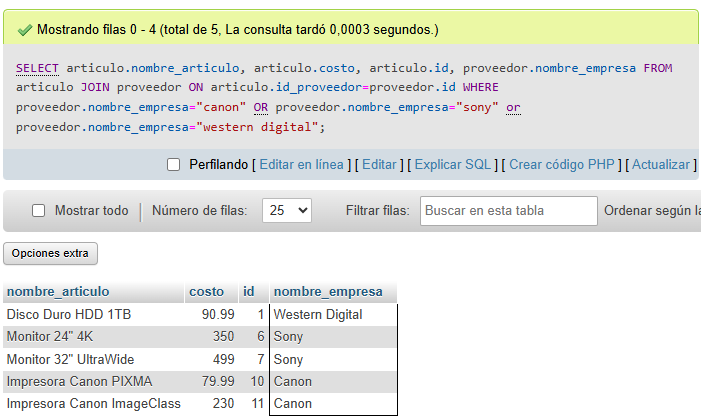 Mostrando filas 0 - 4 (total de 5, La consulta tardó 0,0003 segundos.)
SELECT articulo.nombre_articulo, articulo.costo, articulo.id, proveedor.nombre_empresa FROM
articulo JOIN proveedor ON articulo.id_proveedor=proveedor.id WHERE
proveedor.nombre_empresa="canon" OR proveedor.nombre_empresa="sony" or
proveedor.nombre_empresa="western digital";
Perfilando [ Editar en línea ] [ Editar ] [ Explicar SQL ] [ Crear código PHP ] [ Actualizar ]
Mostrar todo Número de filas: 25 Filtrar filas: Buscar en esta tabla Ordenar según
Opciones extra
nombre_articulo costo id nombre_empresa
Disco Duro HDD 1TB 90.99 1 Western Digital
Monitor 24" 4K 350 6 Sony
Monitor 32" UltraWide 499 7 Sony
Impresora Canon PIXMA 79.99 10 Canon
Impresora Canon ImageClass 230 11 Canon